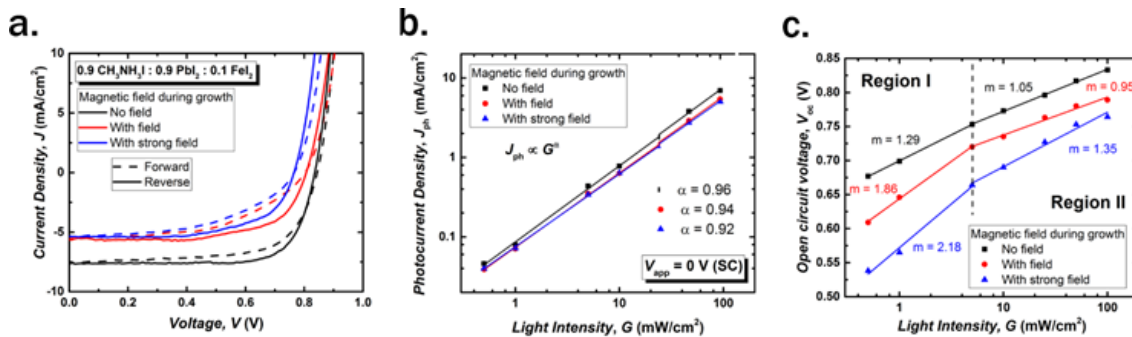 a.
10
5
0
-5
-10
0.0 0.2 0.4 0.6 0.8 1.0
Current Density, J (mA/cm²)
Voltage, V (V)
0.9 CH₃NH₃I : 0.9 PbI₂ : 0.1 FeI₂
Magnetic field during growth
No field
With field
With strong field
Forward
Reverse
b.
10
1
0.1
1 10 100
Photocurrent Density, Jₚₕ (mA/cm²)
Light Intensity, G (mW/cm²)
Magnetic field during growth
No field
With field
With strong field
Jₚₕ ∝ Gᵅ
α = 0.96
α = 0.94
α = 0.92
Vₐₚₚ = 0 V (SC)
c.
0.85
0.80
0.75
0.70
0.65
0.60
0.55
0.50
1 10 100
Open circuit voltage, Vₒc (V)
Light Intensity, G (mW/cm²)
Region I
m = 1.05
m = 0.95
m = 1.29
m = 1.35
m = 1.86
Region II
m = 2.18
Magnetic field during growth
No field
With field
With strong field